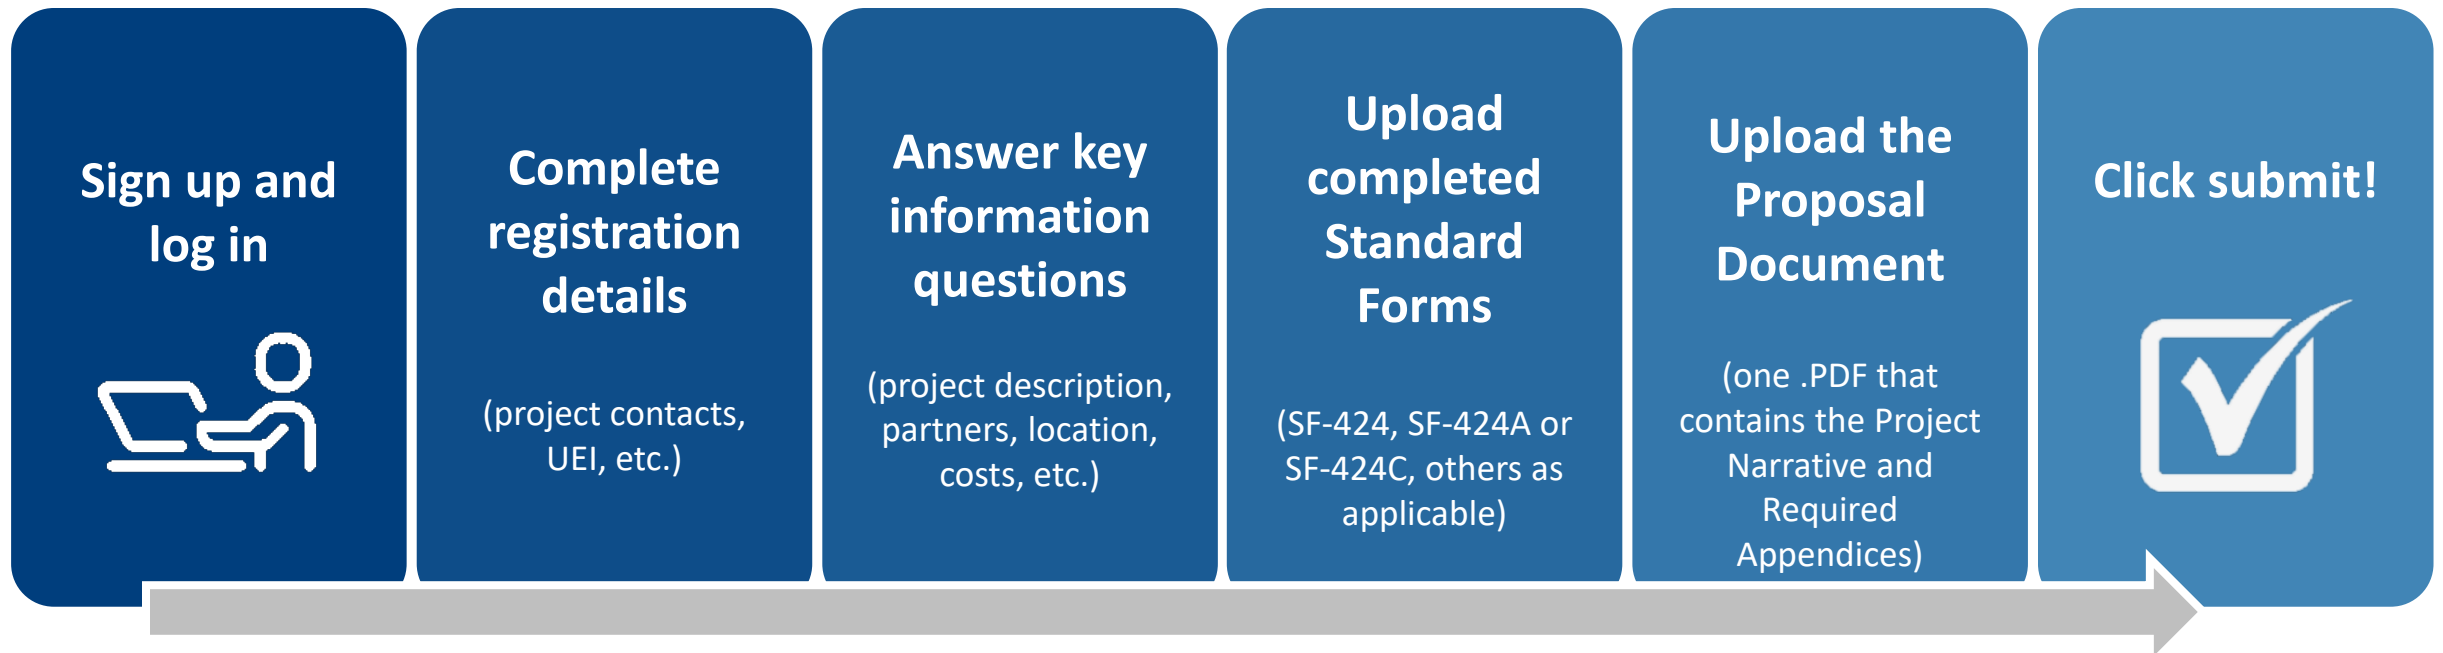 Sign up and
log in
Complete
registration
details
(project contacts,
UEI, etc.)
Answer key
information
questions
(project description,
partners, location,
costs, etc.)
Upload
completed
Standard
Forms
(SF-424, SF-424A or
SF-424C, others as
applicable)
Upload the
Proposal
Document
(one .PDF that
contains the Project
Narrative and
Required
Appendices)
Click submit!